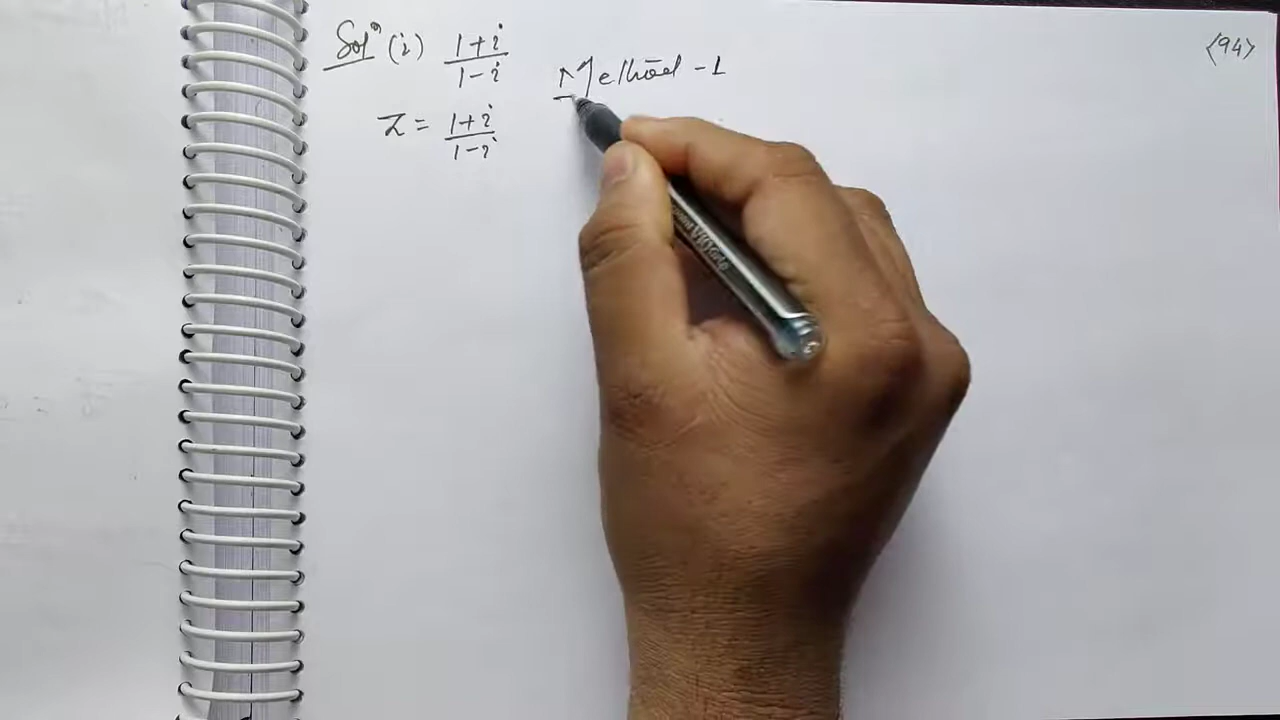 Solⁿ (i) 1+i/1-i Method -1 <94>
Z = 1+i/1-i